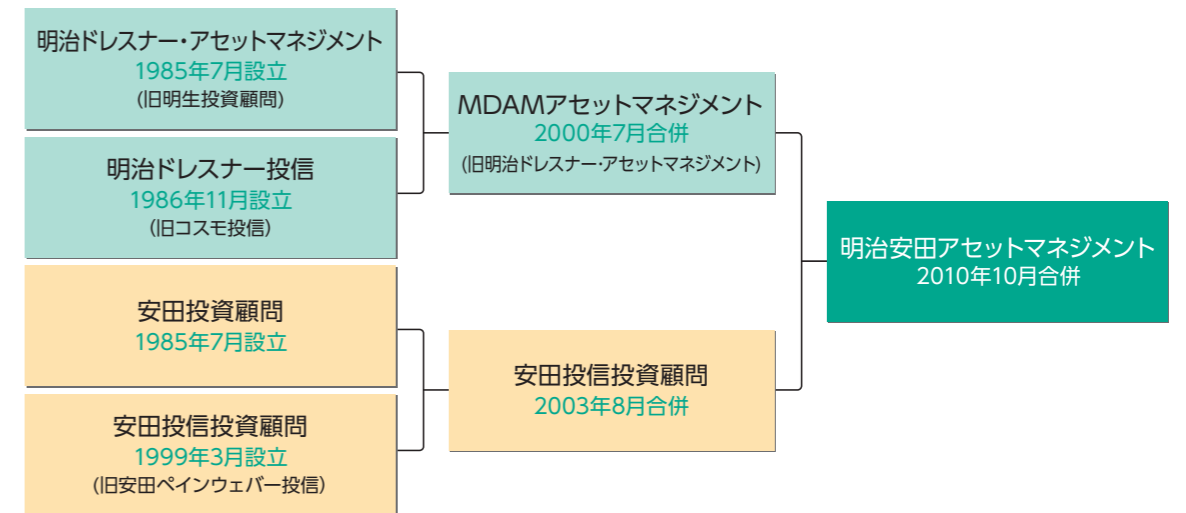 明治ドレスナー・アセットマネジメント
1985年7月設立
(旧明生投資顧問)
明治ドレスナー投信
1986年11月設立
(旧コスモ投信)
安田投資顧問
1985年7月設立
安田投信投資顧問
1999年3月設立
(旧安田ペインウェバー投信)
MDAMアセットマネジメント
2000年7月合併
(旧明治ドレスナー・アセットマネジメント)
安田投信投資顧問
2003年8月合併
明治安田アセットマネジメント
2010年10月合併